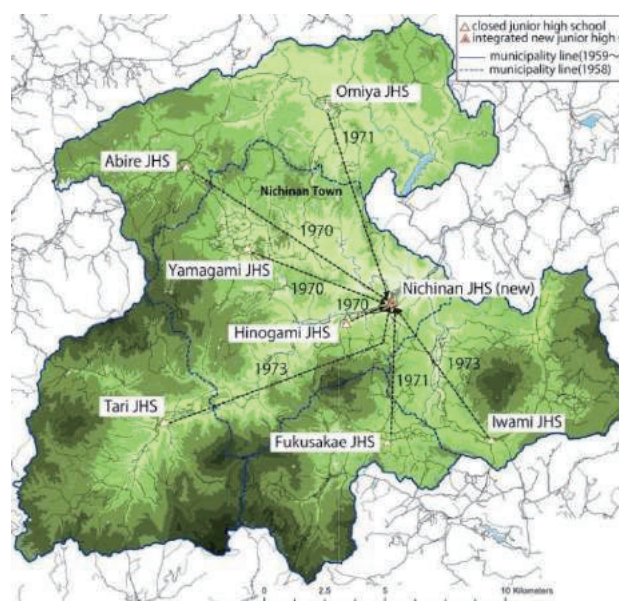 closed junior high school
integrated new junior high
municipality line(1959～
municipality line(1958)
Omiya JHS
1971
Abire JHS
Nichinan Town
1970
Yamagami JHS
1970
Nichinan JHS (new)
1970
Hinogami JHS
1973
1973
1971
Tari JHS
Fukusakae JHS
Iwami JHS
0 2.5 5 10 Kilometers